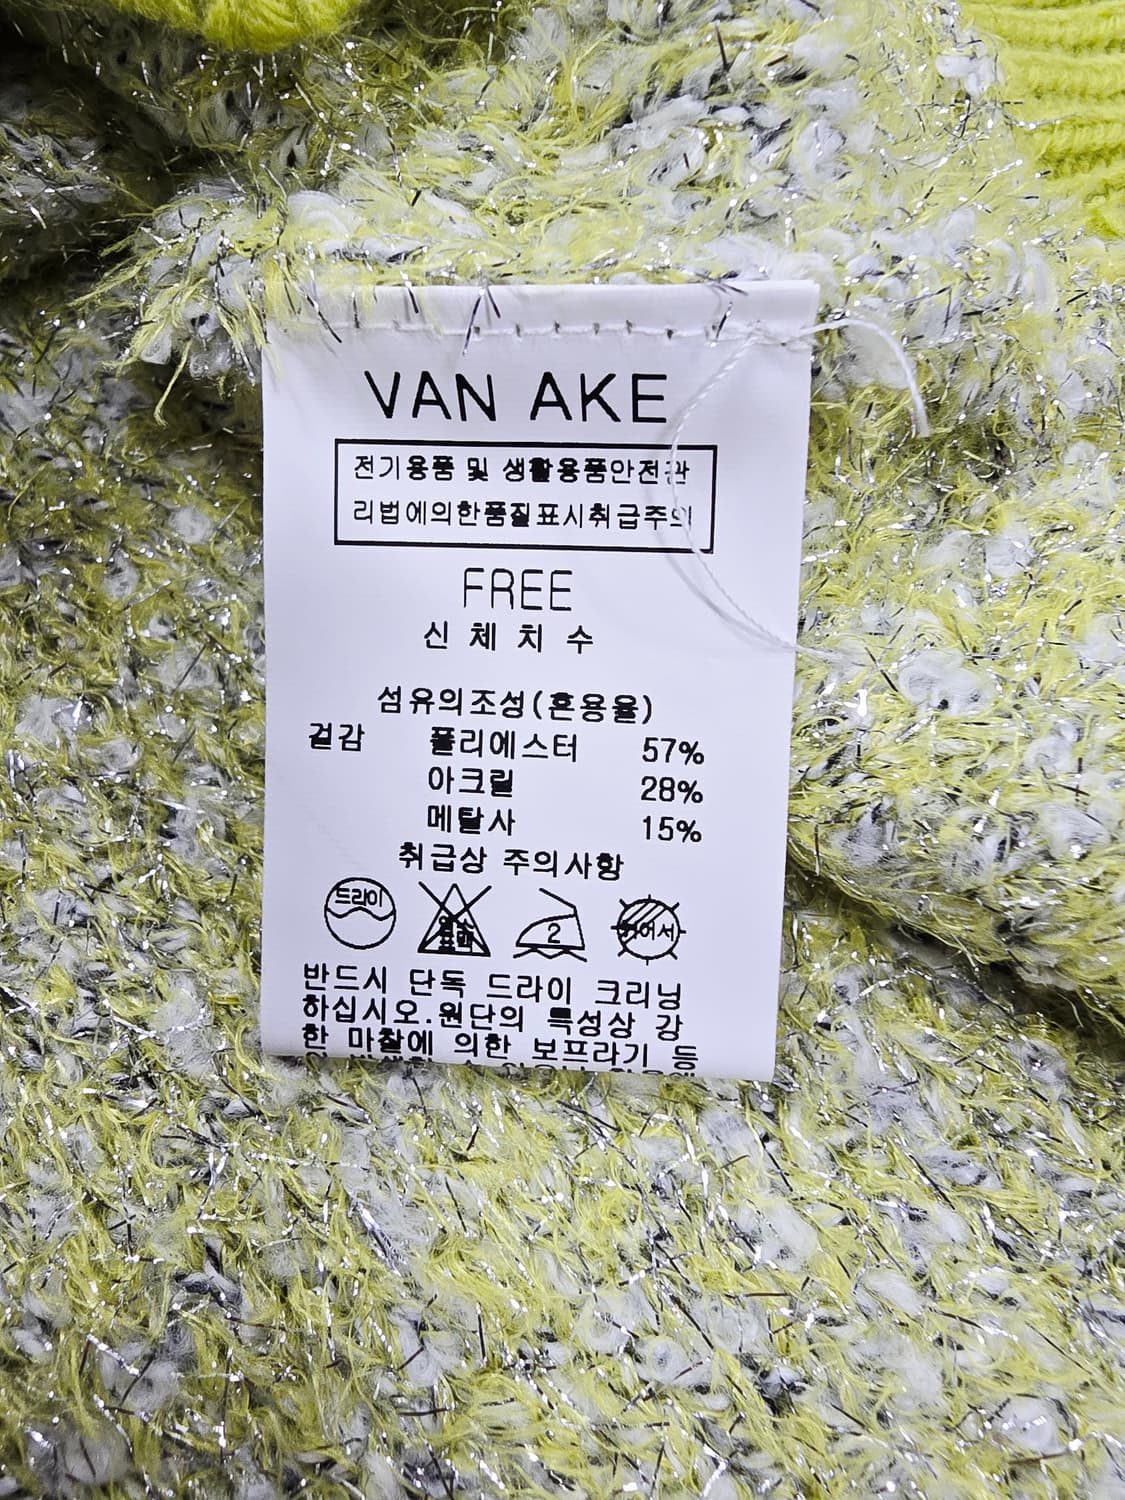 VAN AKE
전기용품 및 생활용품안전관
리법에의한품질표시취급주의
FREE
신체치수
섬유의조성(혼용율)
겉감 폴리에스터 57%
아크릴 28%
메탈사 15%
취급상 주의사항
드라이 2 뉘어서
반드시 단독 드라이 크리닝
하십시오.원단의 특성상 강
한 마찰에 의한 보프라기 등